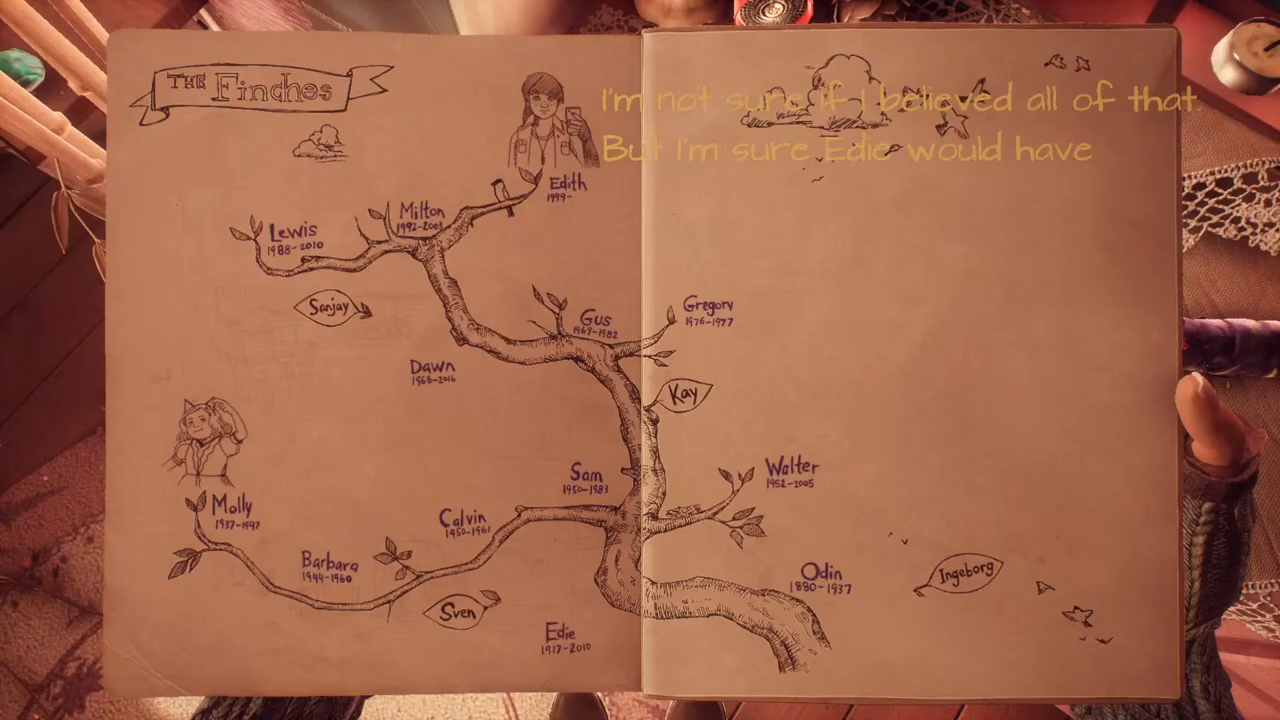 THE Finches
I'm not sure if I believed all of that.
But I'm sure Edie would have
Edith
1999-
Milton
1992-2003
Lewis
1988-2010
Sanjay
Gus
1969-1982
Gregory
1976-1977
Dawn
1968-2016
Kay
Sam
1950-1983
Walter
1952-2005
Molly
1937-1947
Calvin
1950-1961
Barbara
1944-1960
Sven
Odin
1880-1937
Ingeborg
Edie
1917-2010